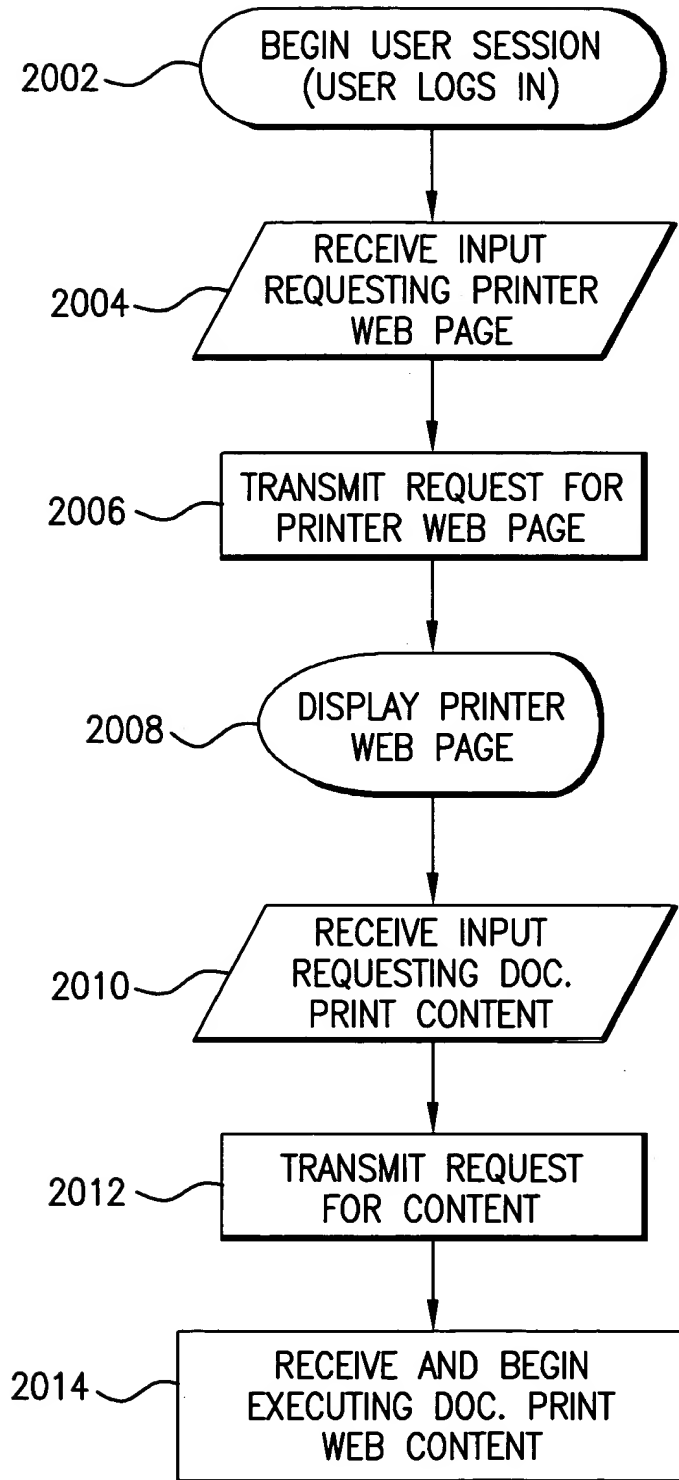 2002
BEGIN USER SESSION
(USER LOGS IN)
2004
RECEIVE INPUT
REQUESTING PRINTER
WEB PAGE
2006
TRANSMIT REQUEST FOR
PRINTER WEB PAGE
2008
DISPLAY PRINTER
WEB PAGE
2010
RECEIVE INPUT
REQUESTING DOC.
PRINT CONTENT
2012
TRANSMIT REQUEST
FOR CONTENT
2014
RECEIVE AND BEGIN
EXECUTING DOC. PRINT
WEB CONTENT